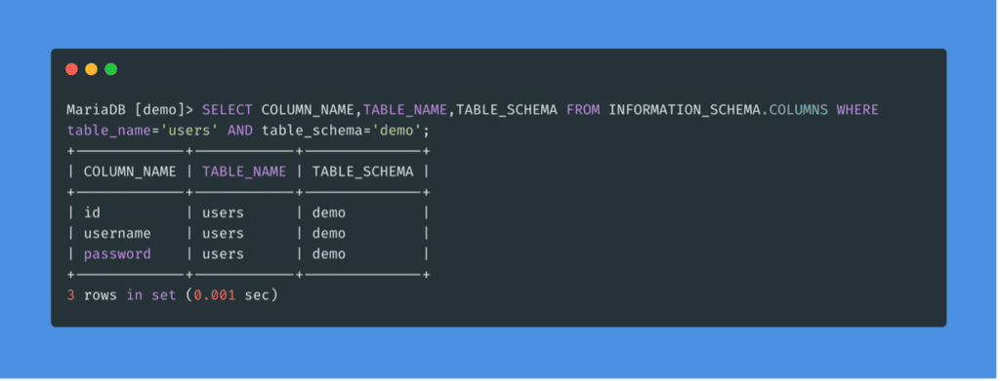 MariaDB [demo]> SELECT COLUMN_NAME,TABLE_NAME,TABLE_SCHEMA FROM INFORMATION_SCHEMA.COLUMNS WHERE
table_name='users' AND table_schema='demo';
+-------------+------------+--------------+
| COLUMN_NAME | TABLE_NAME | TABLE_SCHEMA |
+-------------+------------+--------------+
| id          | users      | demo         |
| username    | users      | demo         |
| password    | users      | demo         |
+-------------+------------+--------------+
3 rows in set (0.001 sec)